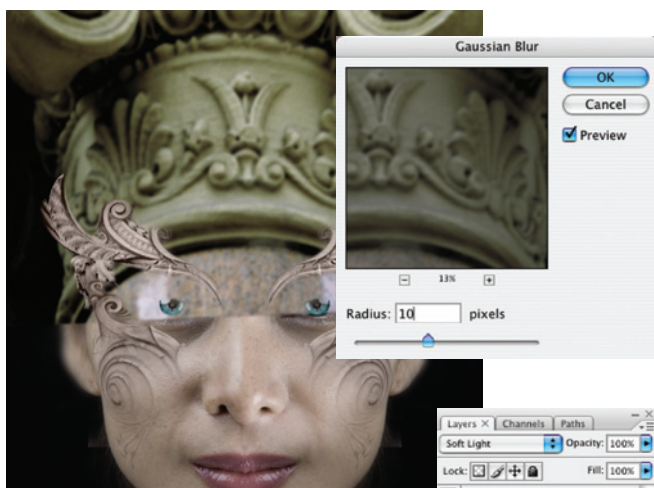 Gaussian Blur
OK
Cancel
Preview
13%
Radius: 10 pixels
Layers × Channels Paths
Soft Light Opacity: 100%
Lock: Fill: 100%